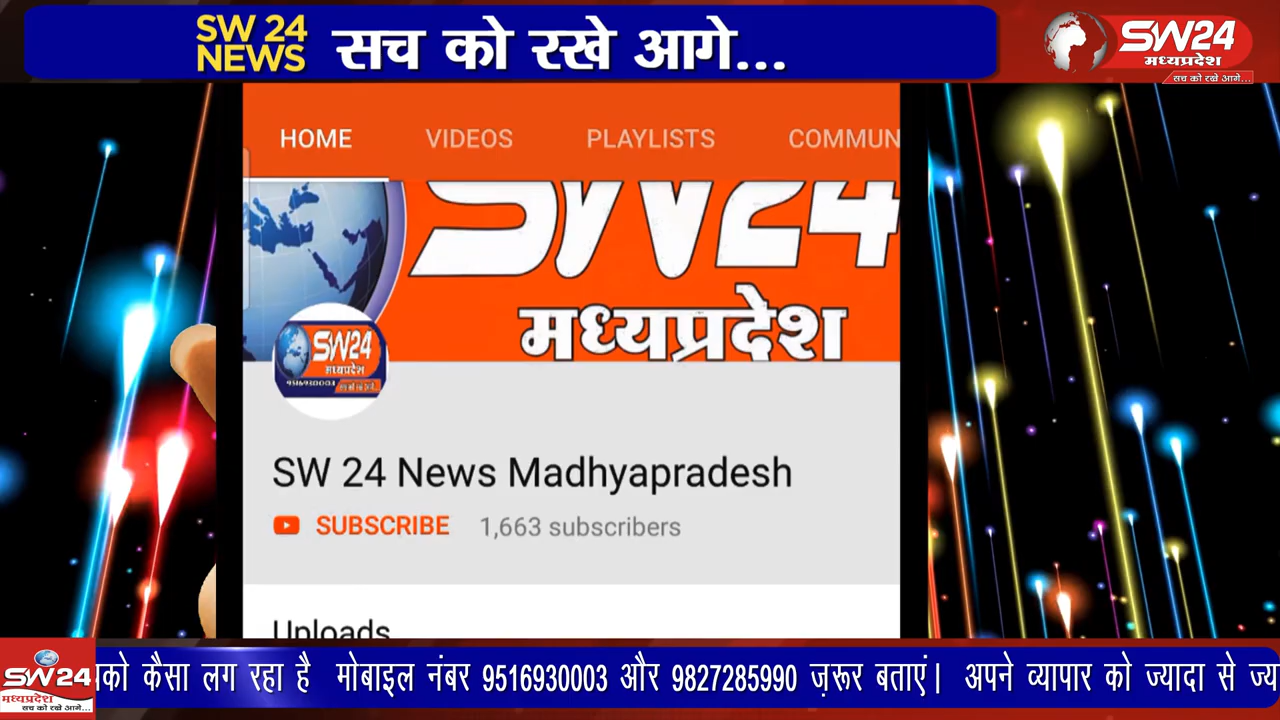 SW 24
NEWS
सच को रखे आगे...
SW24
मध्यप्रदेश
सच को रखे आगे...
HOME VIDEOS PLAYLISTS COMMUN
SW24
मध्यप्रदेश
SW24
मध्यप्रदेश
9516930003
SW 24 News Madhyapradesh
SUBSCRIBE 1,663 subscribers
Uploads
SW24
मध्यप्रदेश
सच को रखे आगे...
को कैसा लग रहा है मोबाइल नंबर 9516930003 और 9827285990 ज़रूर बताएं। अपने व्यापार को ज्यादा से ज्य